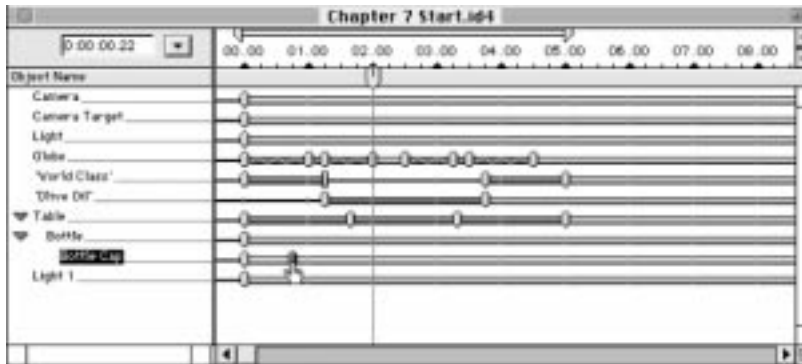 Chapter 7 Start.id4
0:00:00.22
00.00 01.00 02.00 03.00 04.00 05.00 06.00 07.00 08.00
Object Name
Camera
Camera Target
Light
Globe
'World Class'
'Olive Oil'
Table
Bottle
Bottle Cap
Light 1